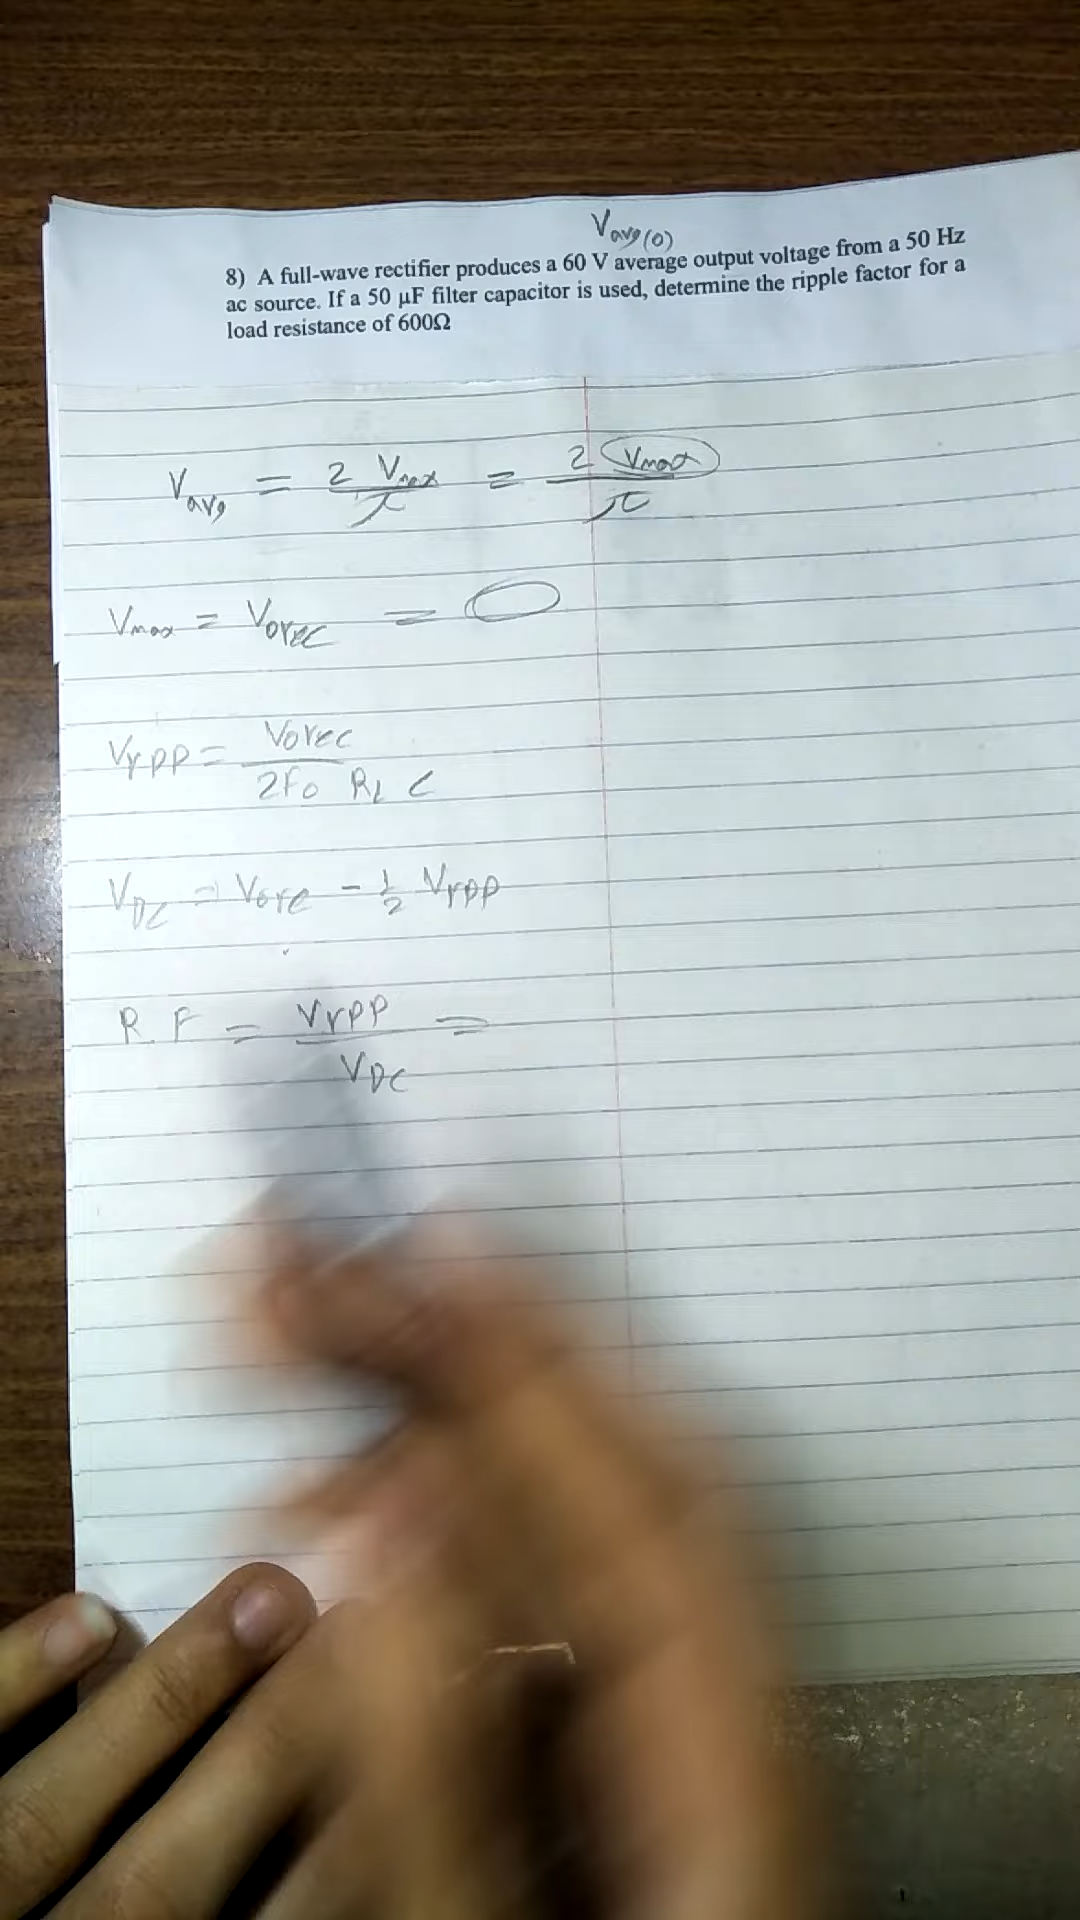 Vavg(0)
8) A full-wave rectifier produces a 60 V average output voltage from a 50 Hz
ac source. If a 50 µF filter capacitor is used, determine the ripple factor for a
load resistance of 600Ω
Vavg = 2 Vmax / π = 2 Vmax / π
Vmax = Vorec =
Vrpp = Vorec / 2fo RL C
VDC = Vorc - 1/2 Vrpp
R.F = Vrpp / VDC =